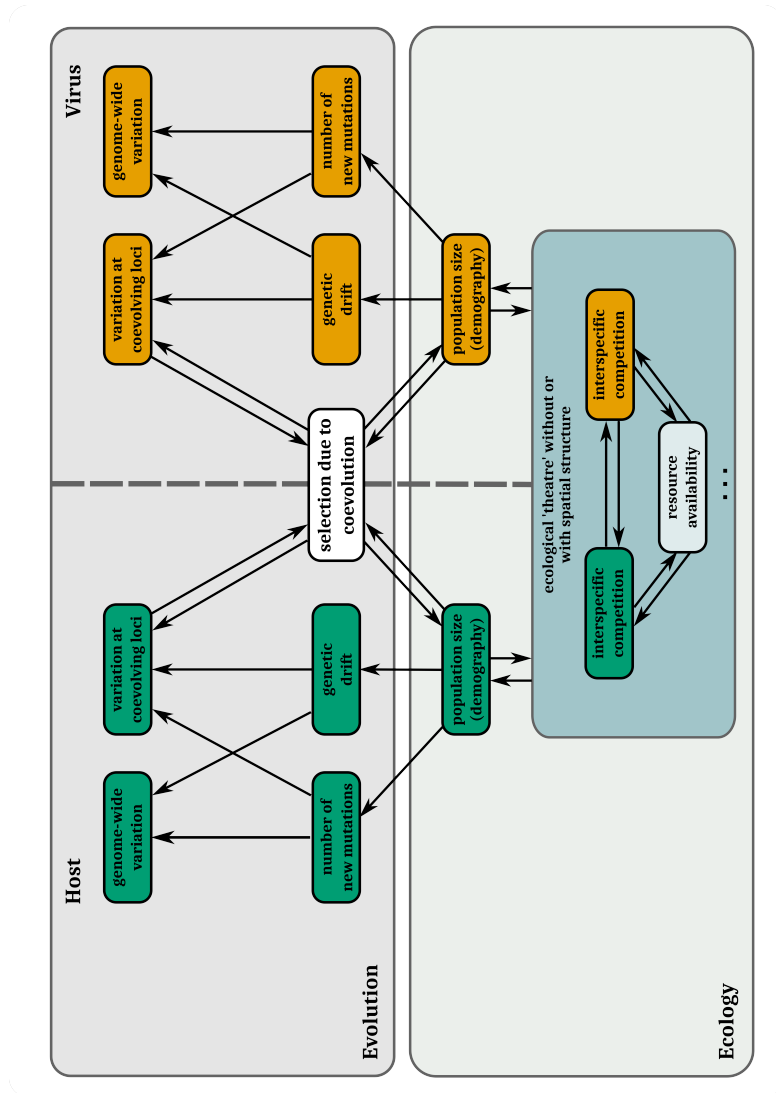 Host
Virus
genome-wide
variation
variation at
coevolving loci
variation at
coevolving loci
genome-wide
variation
number of
new mutations
genetic
drift
selection due to
coevolution
genetic
drift
number of
new mutations
Evolution
population size
(demography)
population size
(demography)
ecological 'theatre' without or
with spatial structure
interspecific
competition
interspecific
competition
resource
availability
...
Ecology